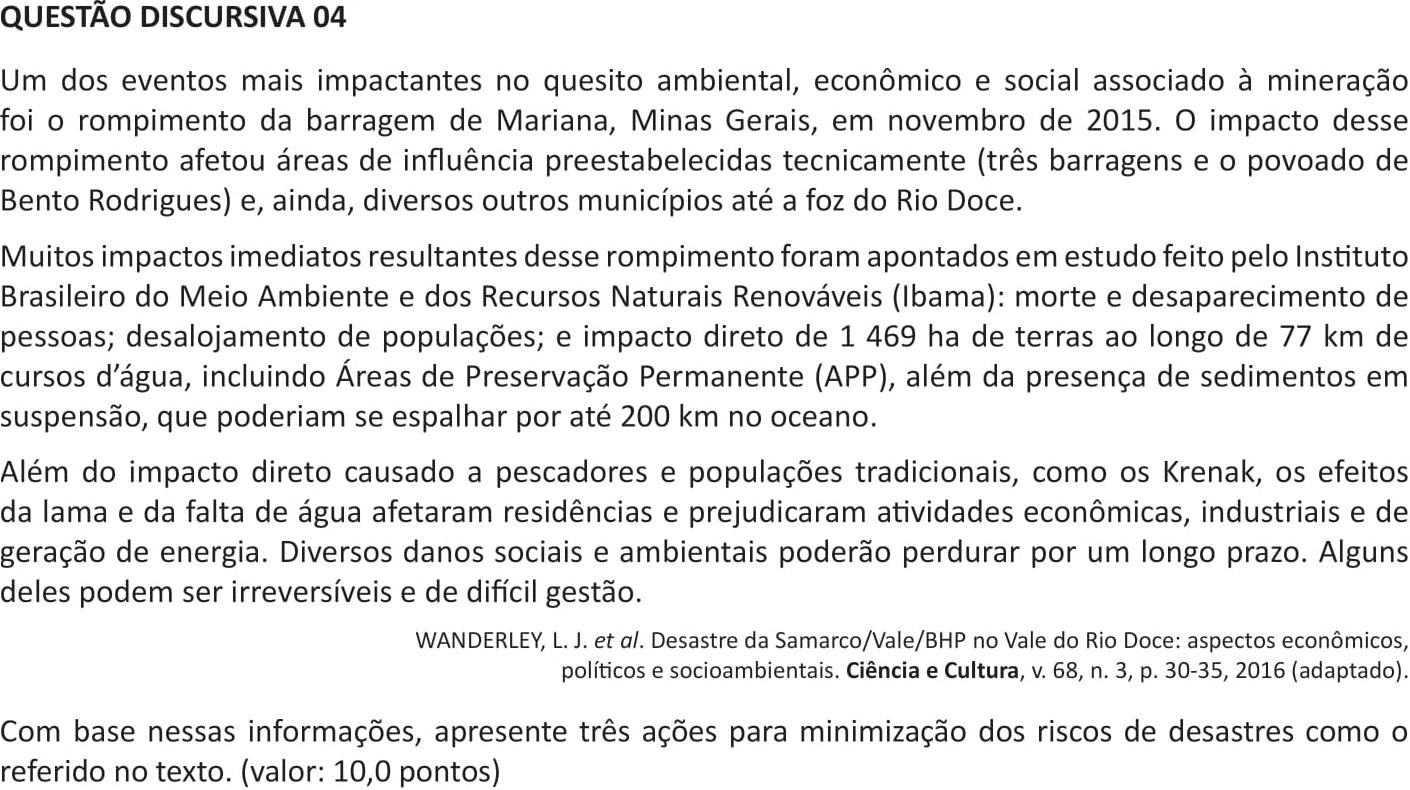 QUESTÃO DISCURSIVA 04
Um dos eventos mais impactantes no quesito ambiental, econômico e social associado à mineração
foi o rompimento da barragem de Mariana, Minas Gerais, em novembro de 2015. O impacto desse
rompimento afetou áreas de influência preestabelecidas tecnicamente (três barragens e o povoado de
Bento Rodrigues) e, ainda, diversos outros municípios até a foz do Rio Doce.
Muitos impactos imediatos resultantes desse rompimento foram apontados em estudo feito pelo Instituto
Brasileiro do Meio Ambiente e dos Recursos Naturais Renováveis (Ibama): morte e desaparecimento de
pessoas; desalojamento de populações; e impacto direto de 1 469 ha de terras ao longo de 77 km de
cursos d’água, incluindo Áreas de Preservação Permanente (APP), além da presença de sedimentos em
suspensão, que poderiam se espalhar por até 200 km no oceano.
Além do impacto direto causado a pescadores e populações tradicionais, como os Krenak, os efeitos
da lama e da falta de água afetaram residências e prejudicaram atividades econômicas, industriais e de
geração de energia. Diversos danos sociais e ambientais poderão perdurar por um longo prazo. Alguns
deles podem ser irreversíveis e de difícil gestão.
WANDERLEY, L. J. et al. Desastre da Samarco/Vale/BHP no Vale do Rio Doce: aspectos econômicos,
políticos e socioambientais. Ciência e Cultura, v. 68, n. 3, p. 30-35, 2016 (adaptado).
Com base nessas informações, apresente três ações para minimização dos riscos de desastres como o
referido no texto. (valor: 10,0 pontos)